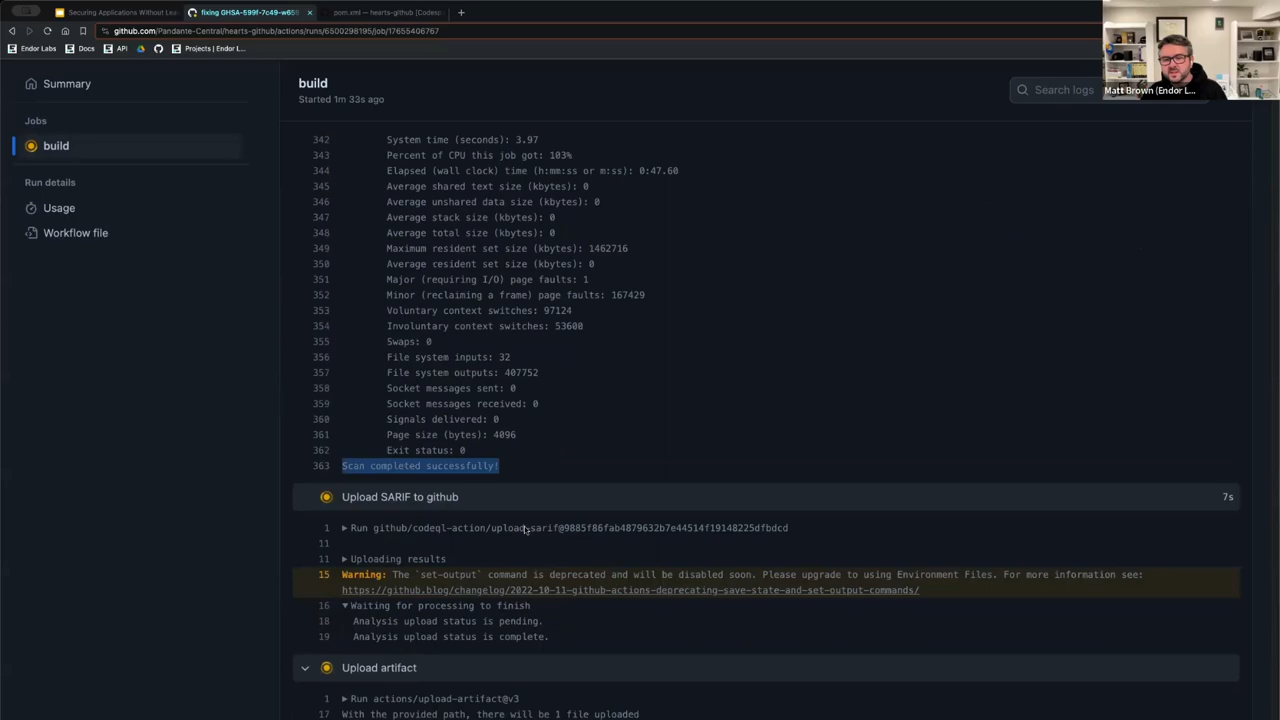 Securing Applications Without Lea
fixing GHSA-599f-7c49-w659
pom.xml — hearts-github [Codesp
github.com/Pandante-Central/hearts-github/actions/runs/6500298195/job/17655406767
Endor Labs
Docs
API
Projects | Endor L...
Summary
Jobs
build
Run details
Usage
Workflow file
build
Started 1m 33s ago
Search logs
Matt Brown (Endor L...
342 System time (seconds): 3.97
343 Percent of CPU this job got: 103%
344 Elapsed (wall clock) time (h:mm:ss or m:ss): 0:47.60
345 Average shared text size (kbytes): 0
346 Average unshared data size (kbytes): 0
347 Average stack size (kbytes): 0
348 Average total size (kbytes): 0
349 Maximum resident set size (kbytes): 1462716
350 Average resident set size (kbytes): 0
351 Major (requiring I/O) page faults: 1
352 Minor (reclaiming a frame) page faults: 167429
353 Voluntary context switches: 97124
354 Involuntary context switches: 53600
355 Swaps: 0
356 File system inputs: 32
357 File system outputs: 407752
358 Socket messages sent: 0
359 Socket messages received: 0
360 Signals delivered: 0
361 Page size (bytes): 4096
362 Exit status: 0
363 Scan completed successfully!
Upload SARIF to github 7s
1 Run github/codeql-action/upload-sarif@9885f86fab4879632b7e44514f19148225dfbdcd
11
11 Uploading results
15 Warning: The `set-output` command is deprecated and will be disabled soon. Please upgrade to using Environment Files. For more information see:
https://github.blog/changelog/2022-10-11-github-actions-deprecating-save-state-and-set-output-commands/
16 Waiting for processing to finish
18 Analysis upload status is pending.
19 Analysis upload status is complete.
Upload artifact
1 Run actions/upload-artifact@v3
17 With the provided path, there will be 1 file uploaded